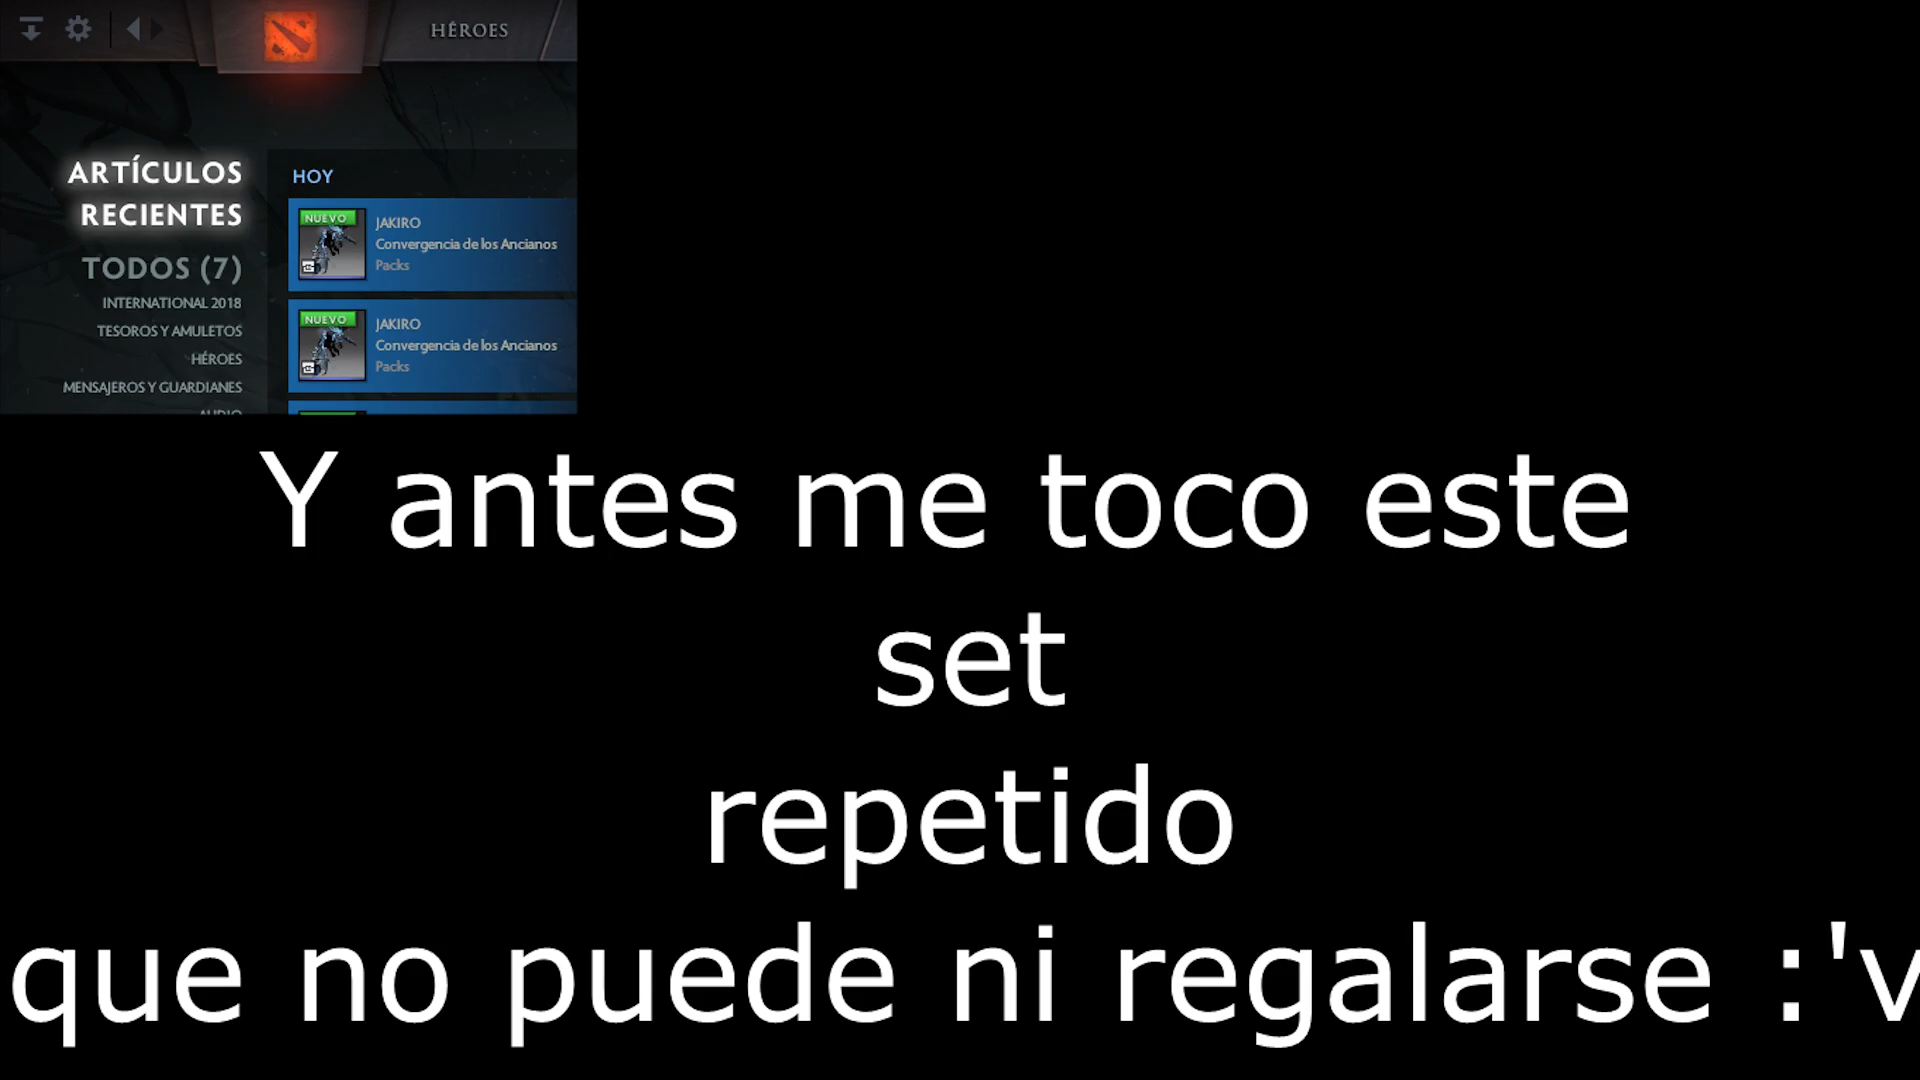 HÉROES
ARTÍCULOS
RECIENTES
TODOS (7)
INTERNATIONAL 2018
TESOROS Y AMULETOS
HÉROES
MENSAJEROS Y GUARDIANES
AUDIO
HOY
NUEVO
JAKIRO
Convergencia de los Ancianos
Packs
NUEVO
JAKIRO
Convergencia de los Ancianos
Packs
Y antes me toco este
set
repetido
que no puede ni regalarse :'v